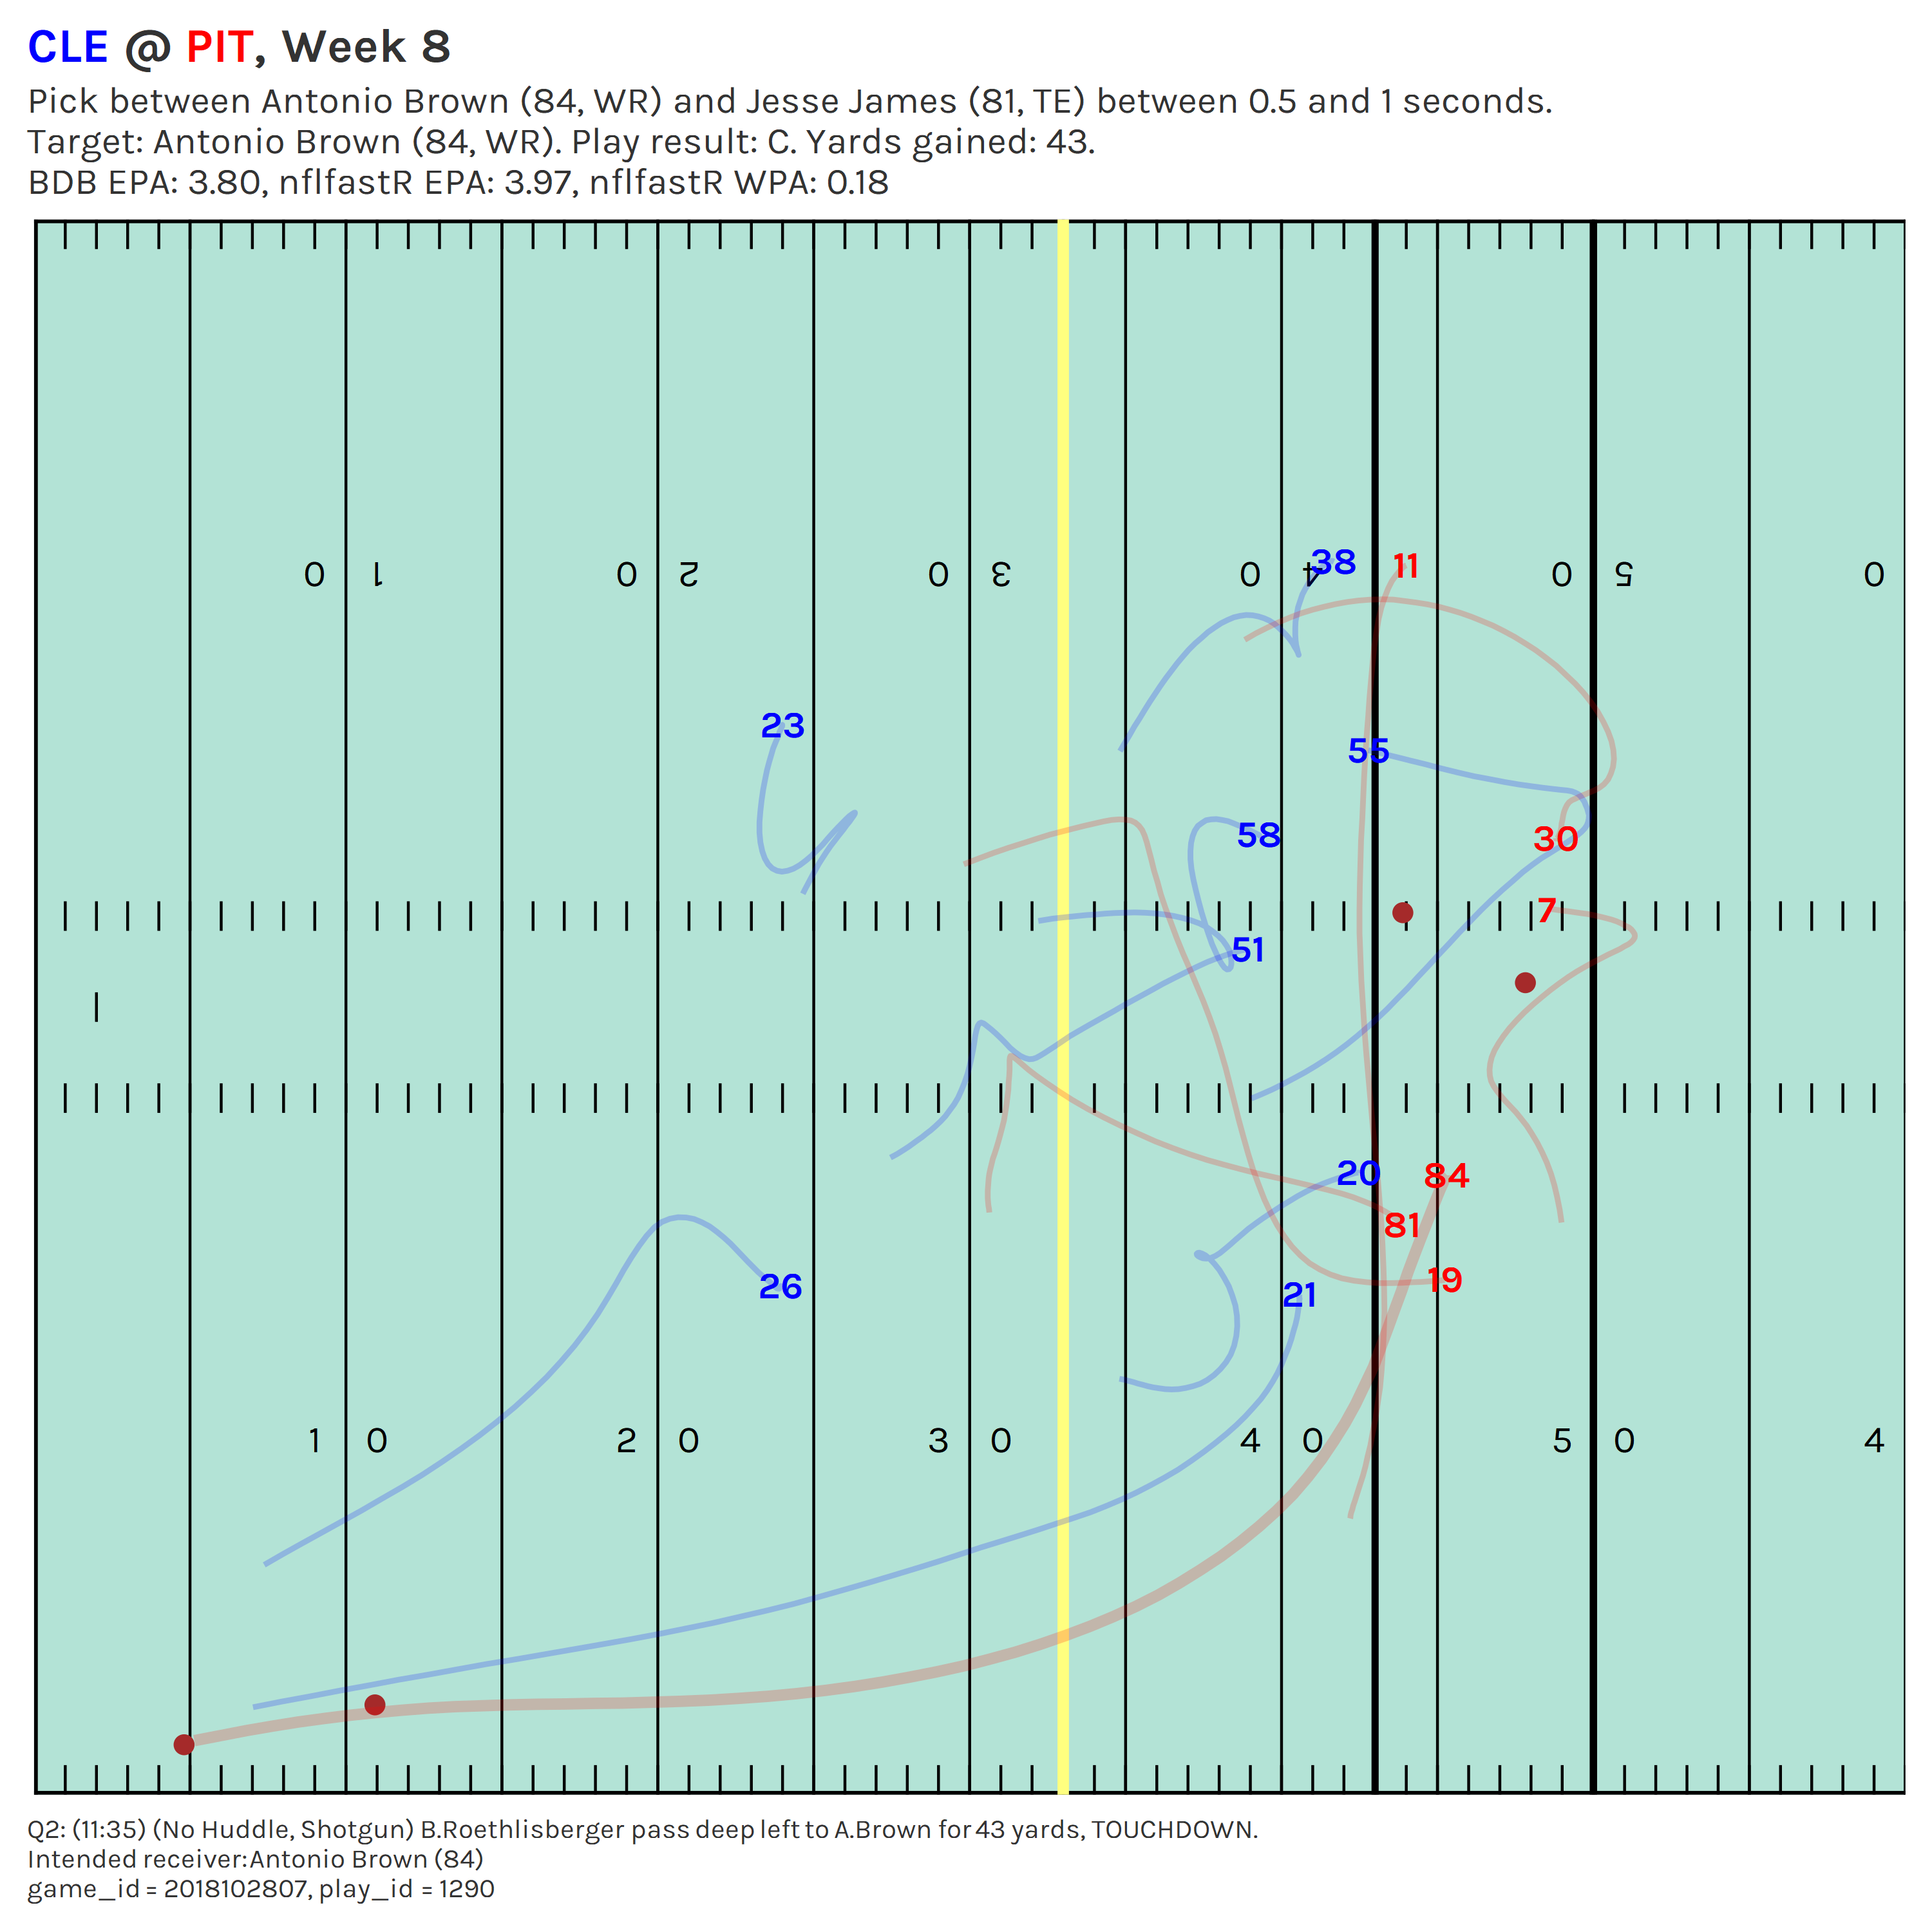 CLE @ PIT, Week 8
Pick between Antonio Brown (84, WR) and Jesse James (81, TE) between 0.5 and 1 seconds.
Target: Antonio Brown (84, WR). Play result: C. Yards gained: 43.
BDB EPA: 3.80, nflfastR EPA: 3.97, nflfastR WPA: 0.18
38 11
0 1 0 2 0 3 0 4 0 5 0
23
55
58 30
7
51
20 84
81
26 21 19
1 0 2 0 3 0 4 0 5 0 4
Q2: (11:35) (No Huddle, Shotgun) B.Roethlisberger pass deep left to A.Brown for 43 yards, TOUCHDOWN.
Intended receiver:Antonio Brown (84)
game_id = 2018102807, play_id = 1290